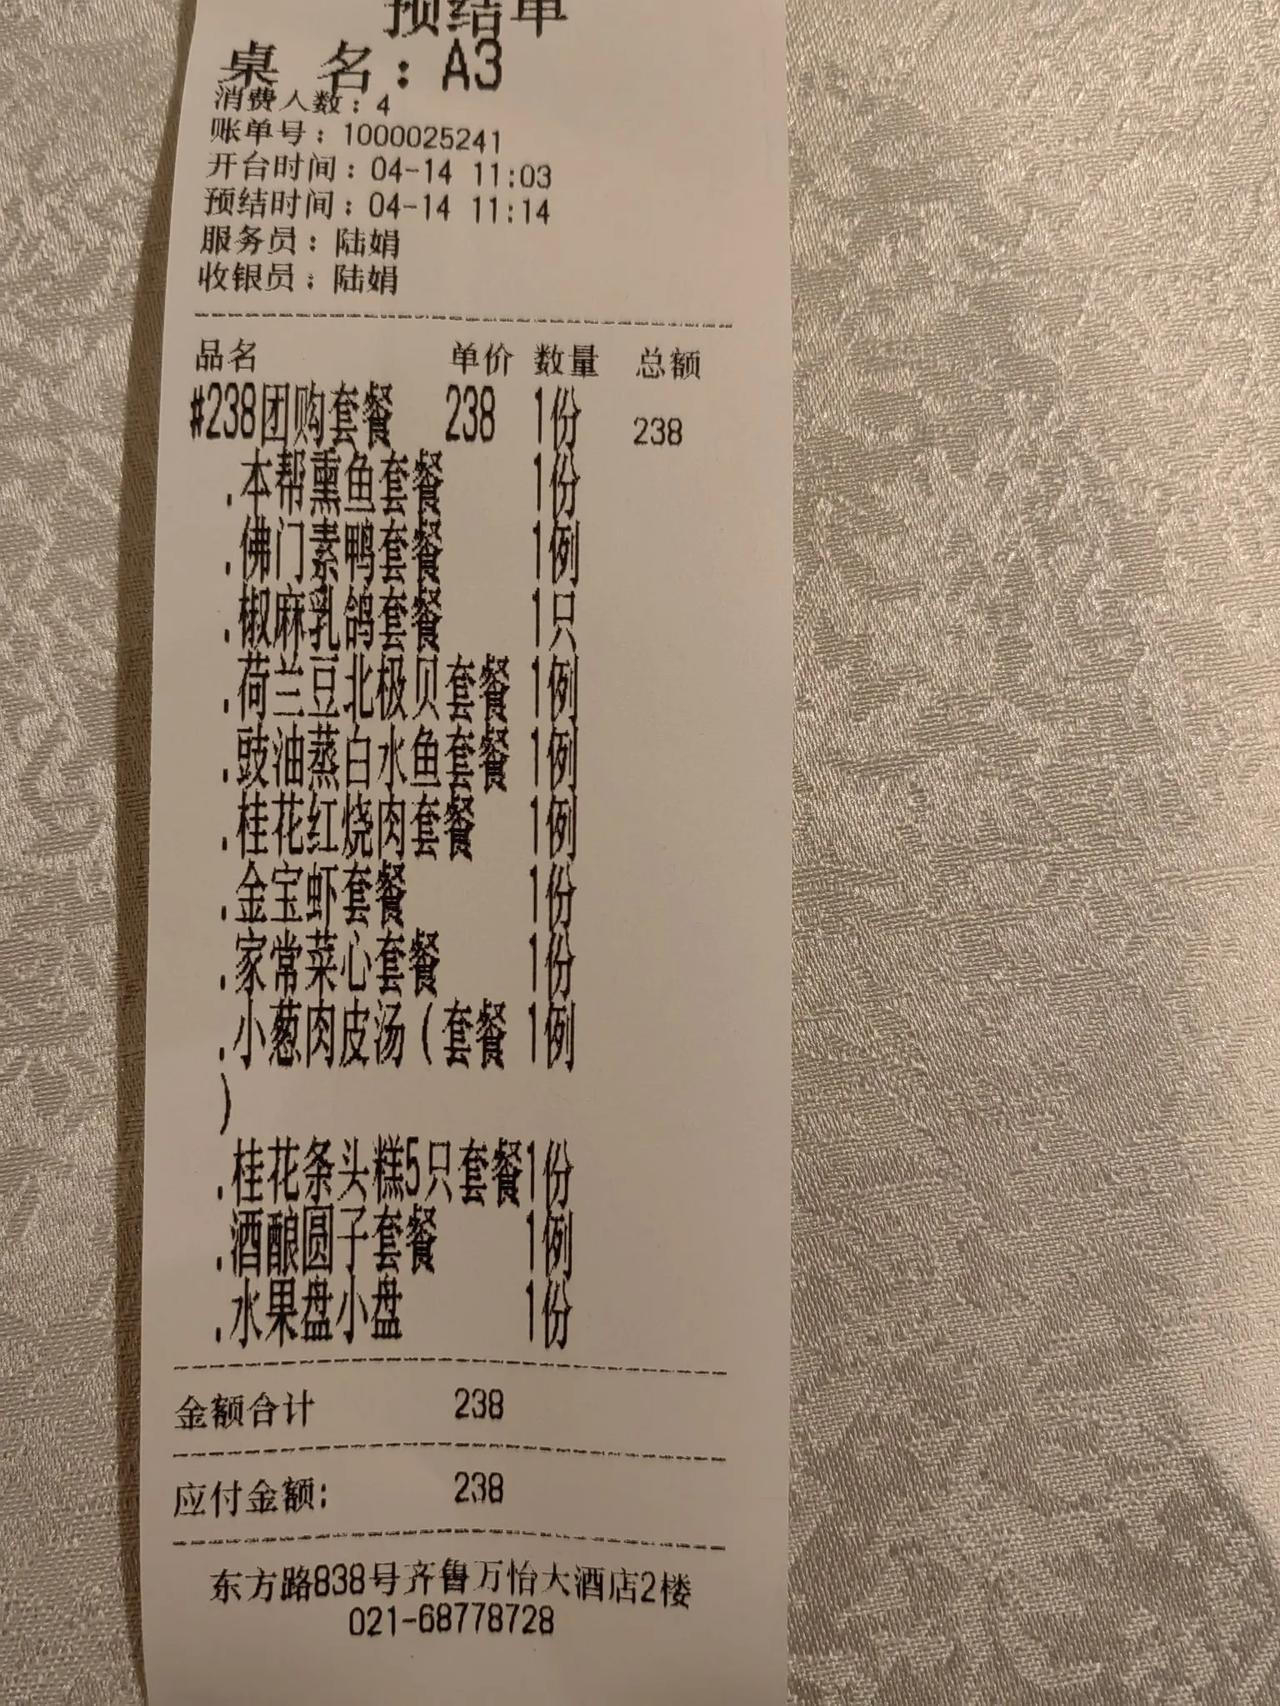 预结单
桌 名：A3
消费人数：4
账单号：1000025241
开台时间：04-14 11:03
预结时间：04-14 11:14
服务员：陆娟
收银员：陆娟
品名 单价 数量 总额
#238团购套餐 238 1份 238
.本帮熏鱼套餐 1份
.佛门素鸭套餐 1例
.椒麻乳鸽套餐 1只
.荷兰豆北极贝套餐 1例
.豉油蒸白水鱼套餐 1例
.桂花红烧肉套餐 1例
.金宝虾套餐 1份
.家常菜心套餐 1份
.小葱肉皮汤（套餐 1例
）
.桂花条头糕5只套餐1份
.酒酿圆子套餐 1例
.水果盘小盘 1份
金额合计 238
应付金额: 238
东方路838号齐鲁万怡大酒店2楼
021-68778728